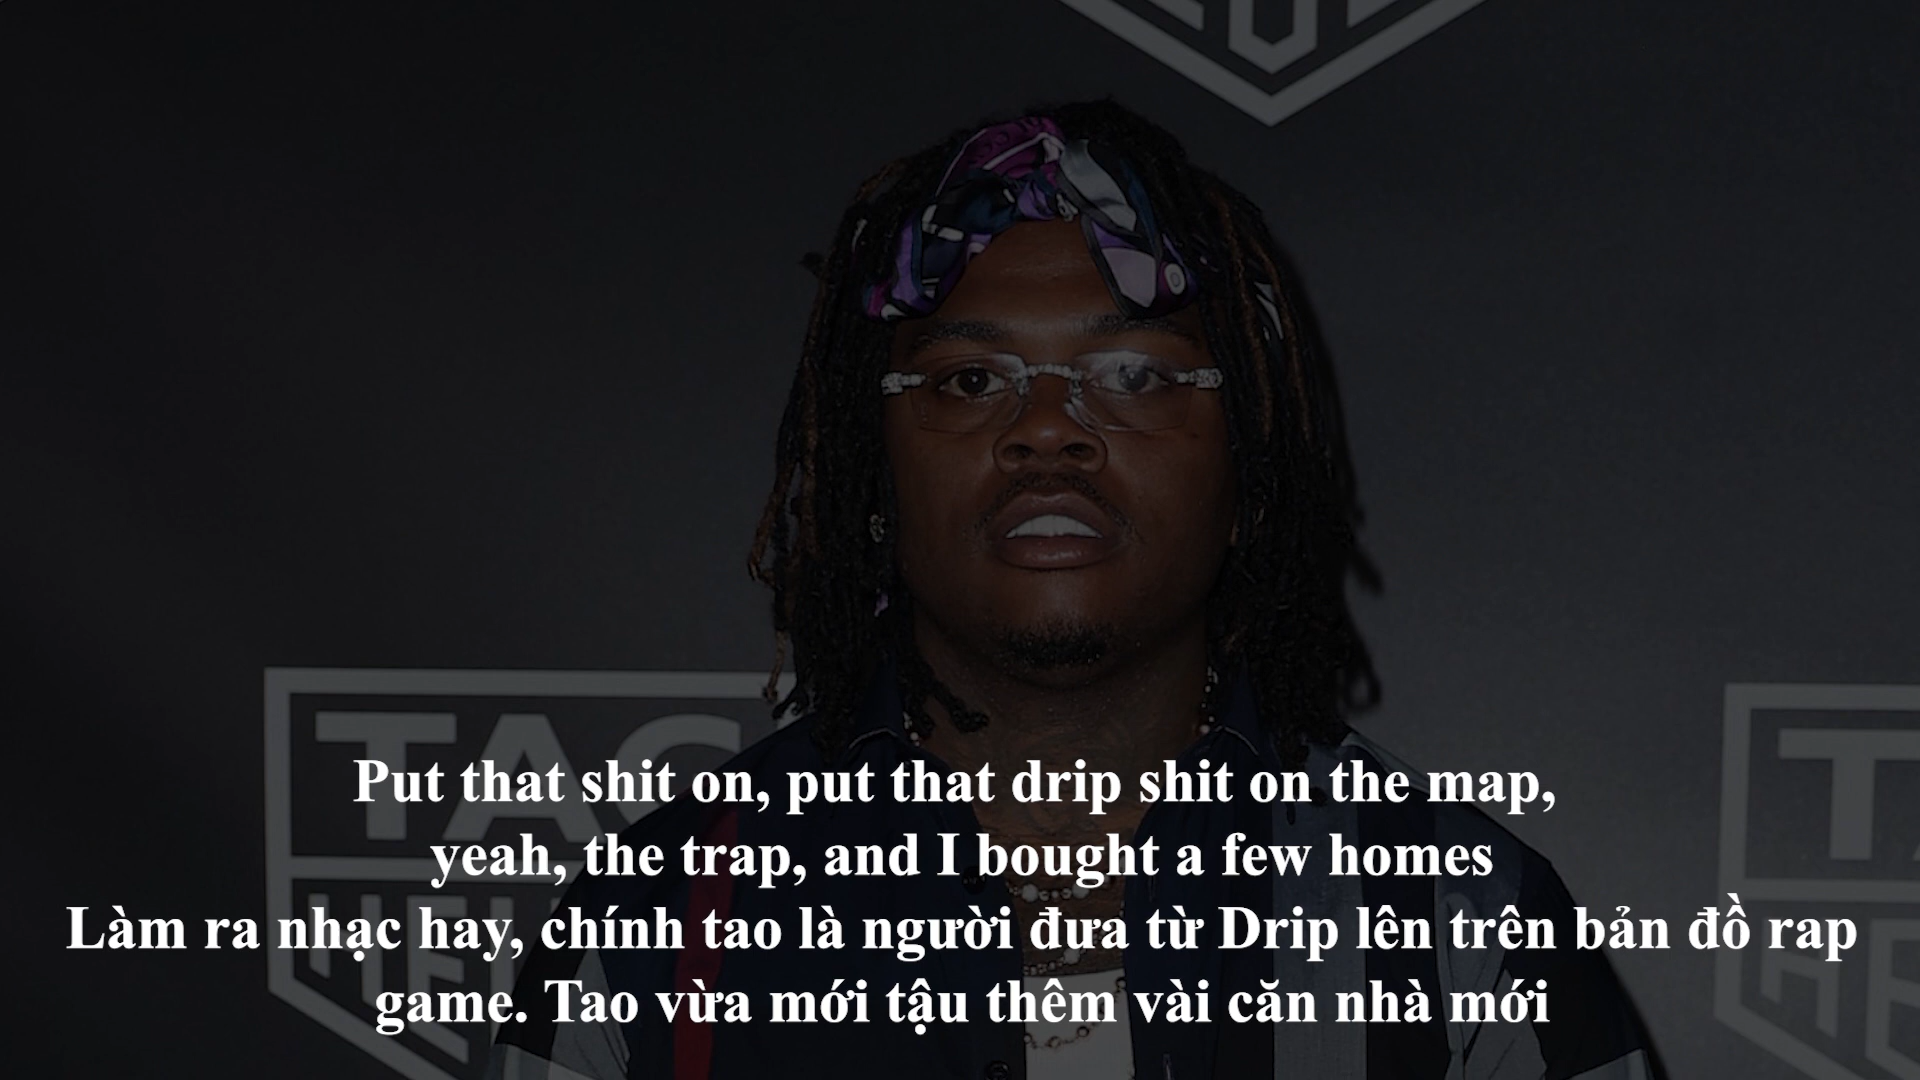 TAG
HEU
Put that shit on, put that drip shit on the map,
yeah, the trap, and I bought a few homes
Làm ra nhạc hay, chính tao là người đưa từ Drip lên trên bản đồ rap
game. Tao vừa mới tậu thêm vài căn nhà mới